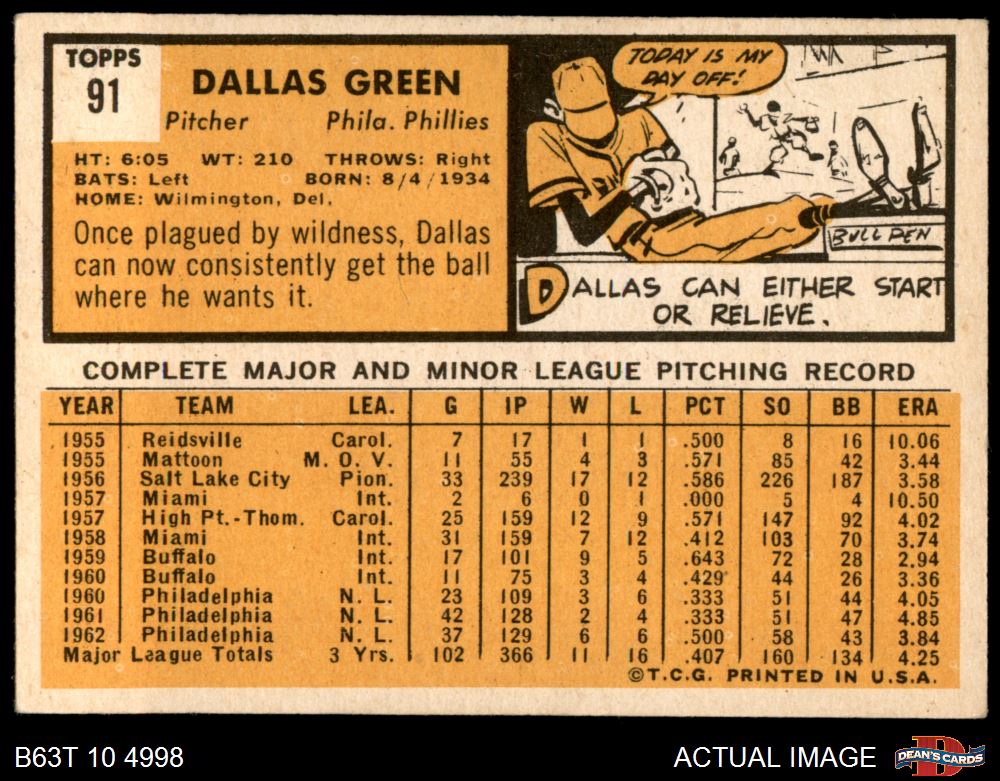 TOPPS
91
DALLAS GREEN
Pitcher Phila. Phillies
HT: 6:05 WT: 210 THROWS: Right
BATS: Left BORN: 8/4/1934
HOME: Wilmington, Del.
Once plagued by wildness, Dallas
can now consistently get the ball
where he wants it.
TODAY IS MY
DAY OFF!
BULL PEN
DALLAS CAN EITHER START
OR RELIEVE.
COMPLETE MAJOR AND MINOR LEAGUE PITCHING RECORD
YEAR TEAM LEA. G IP W L PCT SO BB ERA
1955 Reidsville Carol. 7 17 1 1 .500 8 16 10.06
1955 Mattoon M. O. V. 11 55 4 3 .571 85 42 3.44
1956 Salt Lake City Pion. 33 239 17 12 .586 226 187 3.58
1957 Miami Int. 2 6 0 1 .000 5 4 10.50
1957 High Pt.-Thom. Carol. 25 159 12 9 .571 147 92 4.02
1958 Miami Int. 31 159 7 12 .412 103 70 3.74
1959 Buffalo Int. 17 101 9 5 .643 72 28 2.94
1960 Buffalo Int. 11 75 3 4 .429 44 26 3.36
1960 Philadelphia N. L. 23 109 3 6 .333 51 44 4.05
1961 Philadelphia N. L. 42 128 2 4 .333 51 47 4.85
1962 Philadelphia N. L. 37 129 6 6 .500 58 43 3.84
Major League Totals 3 Yrs. 102 366 11 16 .407 160 134 4.25
©T.C.G. PRINTED IN U.S.A.
B63T 10 4998 ACTUAL IMAGE DEAN'S CARDS